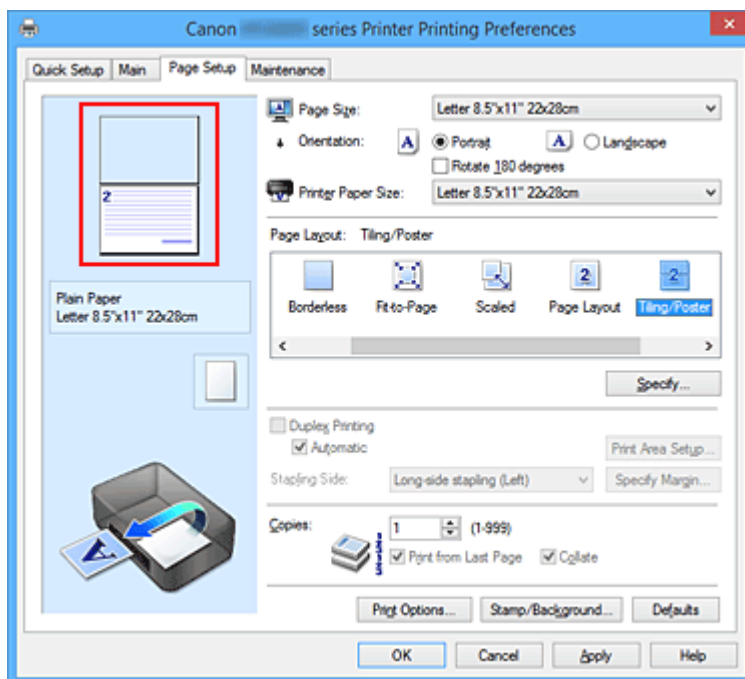 Canon series Printer Printing Preferences
Quick Setup Main Page Setup Maintenance
2
Plain Paper
Letter 8.5"x11" 22x28cm
A
Page Size: Letter 8.5"x11" 22x28cm
Orientation: A Portrait A Landscape
Rotate 180 degrees
Printer Paper Size: Letter 8.5"x11" 22x28cm
Page Layout: Tiling/Poster
2 2
Borderless Fit-to-Page Scaled Page Layout Tiling/Poster
Specify...
Duplex Printing
Automatic Print Area Setup...
Stapling Side: Long-side stapling (Left) Specify Margin...
Copies: 1 (1-999)
Print from Last Page Collate
Print Options... Stamp/Background... Defaults
OK Cancel Apply Help